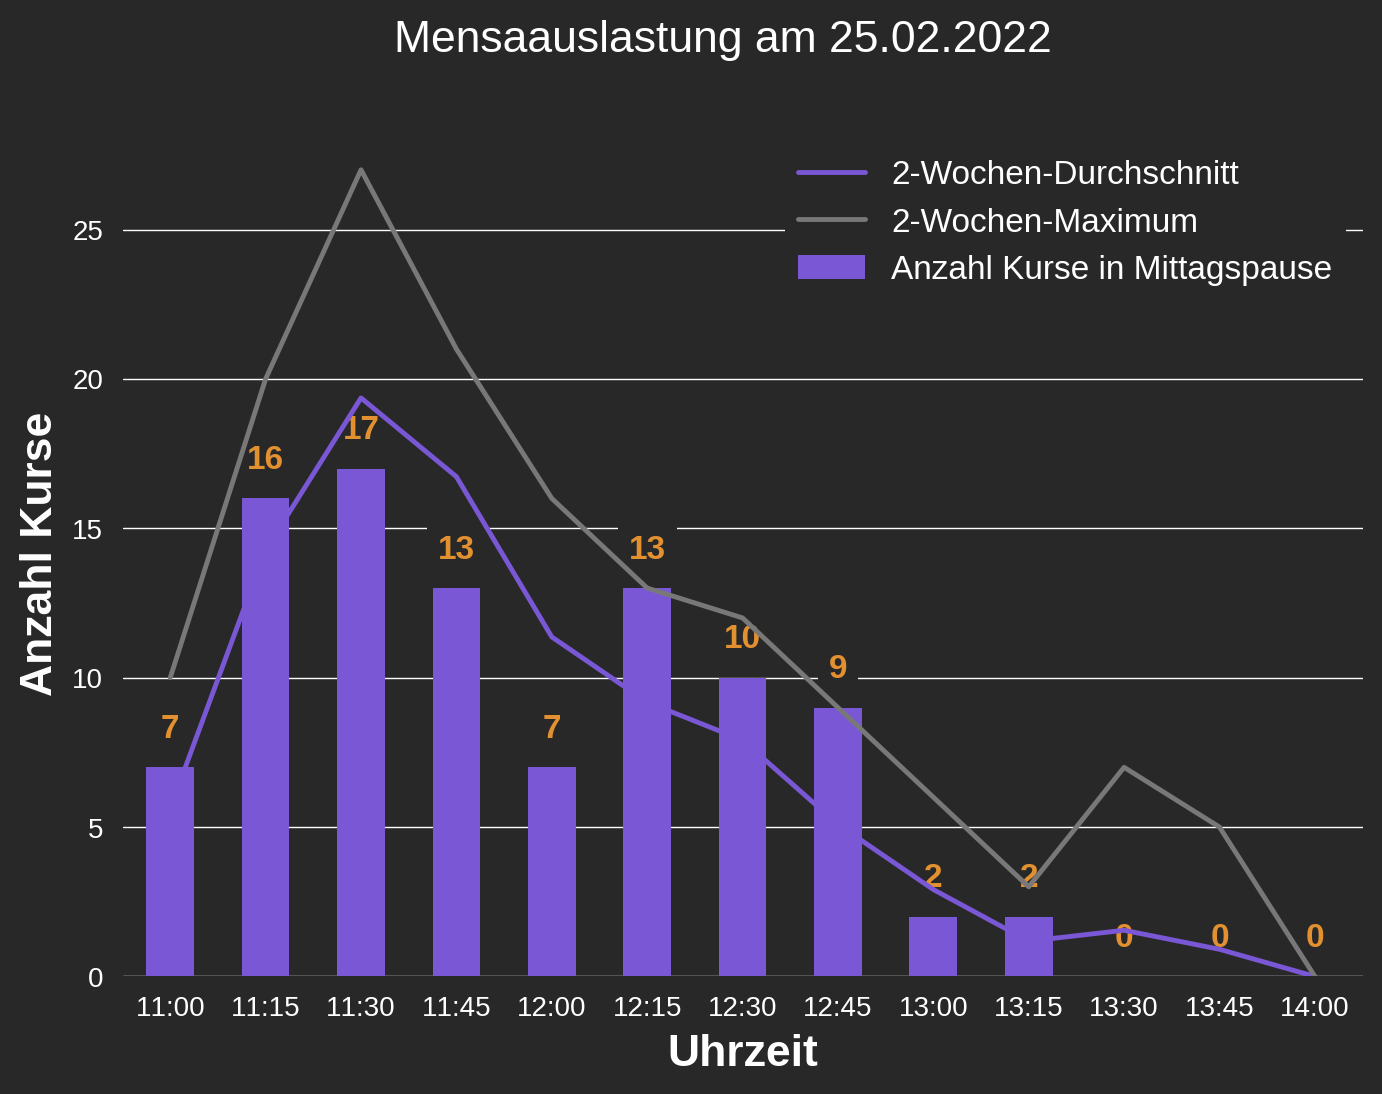 Mensaauslastung am 25.02.2022
2-Wochen-Durchschnitt
2-Wochen-Maximum
Anzahl Kurse in Mittagspause
Anzahl Kurse
25
20
15
10
5
0
7
16
17
13
7
13
10
9
2
2
0
0
0
11:00 11:15 11:30 11:45 12:00 12:15 12:30 12:45 13:00 13:15 13:30 13:45 14:00
Uhrzeit